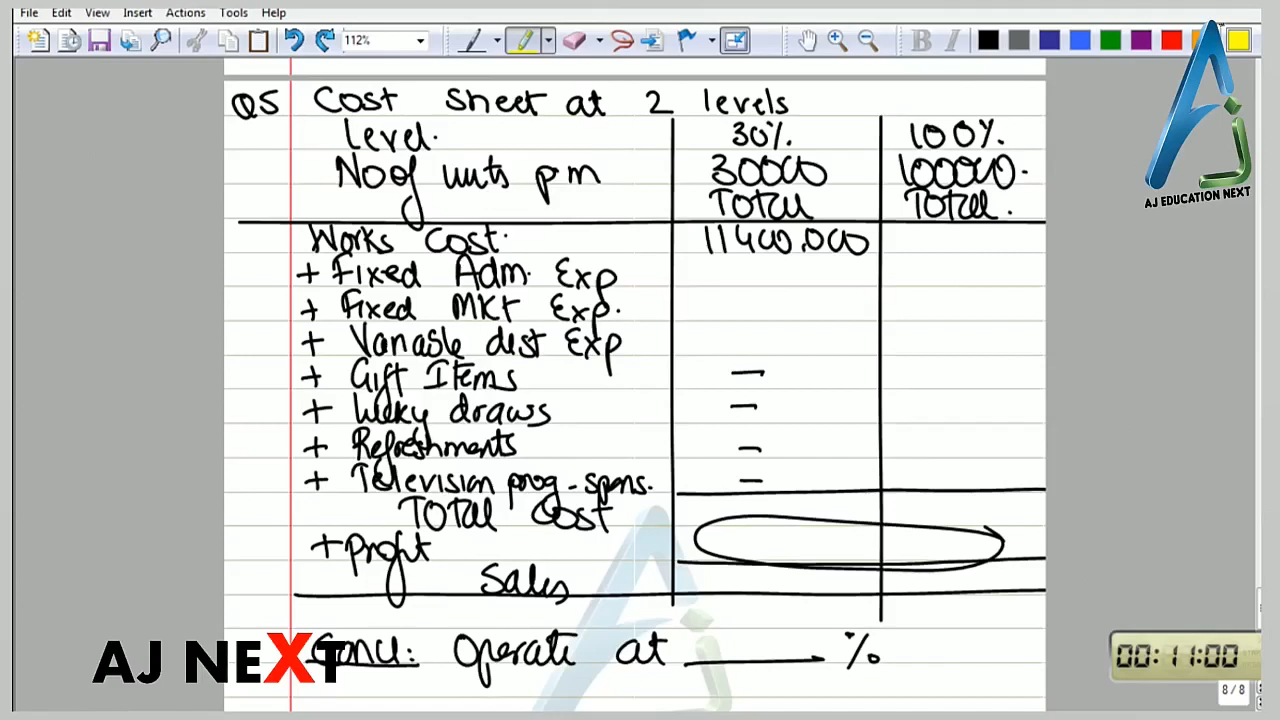 File Edit View Insert Actions Tools Help
112%
B I
AJ EDUCATION NEXT
Q5 Cost Sheet at 2 levels
Level. 30%. 100%.
No of units p m 30000 100000.
Total Total.
Works Cost. 11400.000
+ Fixed Adm. Exp
+ Fixed MKT Exp.
+ Variable dist Exp
+ Gift Items —
+ lucky draws —
+ Refreshments —
+ Television prog - spons. —
Total Cost
+ Profit
Sales
Concl: Operate at ______ %
AJ NEXT
00:11:00
8/8